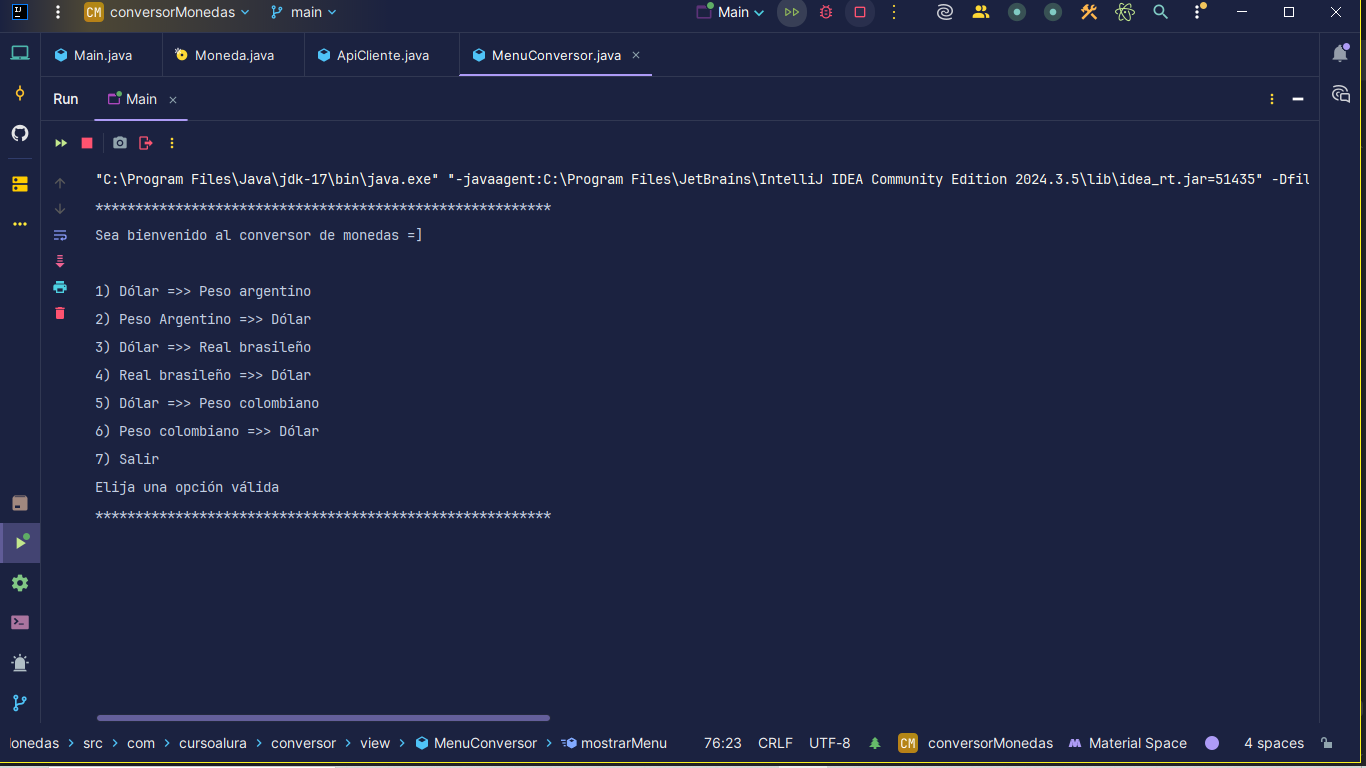 CM conversorMonedas main Main
Main.java Moneda.java ApiCliente.java MenuConversor.java
Run Main
"C:\Program Files\Java\jdk-17\bin\java.exe" "-javaagent:C:\Program Files\JetBrains\IntelliJ IDEA Community Edition 2024.3.5\lib\idea_rt.jar=51435" -Dfil
*********************************************************
Sea bienvenido al conversor de monedas =]
1) Dólar =>> Peso argentino
2) Peso Argentino =>> Dólar
3) Dólar =>> Real brasileño
4) Real brasileño =>> Dólar
5) Dólar =>> Peso colombiano
6) Peso colombiano =>> Dólar
7) Salir
Elija una opción válida
*********************************************************
onedas > src > com > cursoalura > conversor > view > MenuConversor > mostrarMenu 76:23 CRLF UTF-8 CM conversorMonedas Material Space 4 spaces